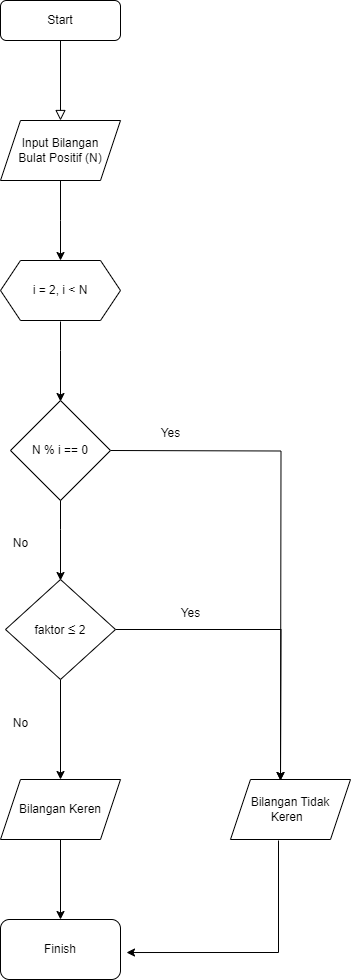 Start
Input Bilangan
Bulat Positif (N)
i = 2, i < N
N % i == 0
Yes
No
faktor ≤ 2
Yes
No
Bilangan Keren
Bilangan Tidak
Keren
Finish